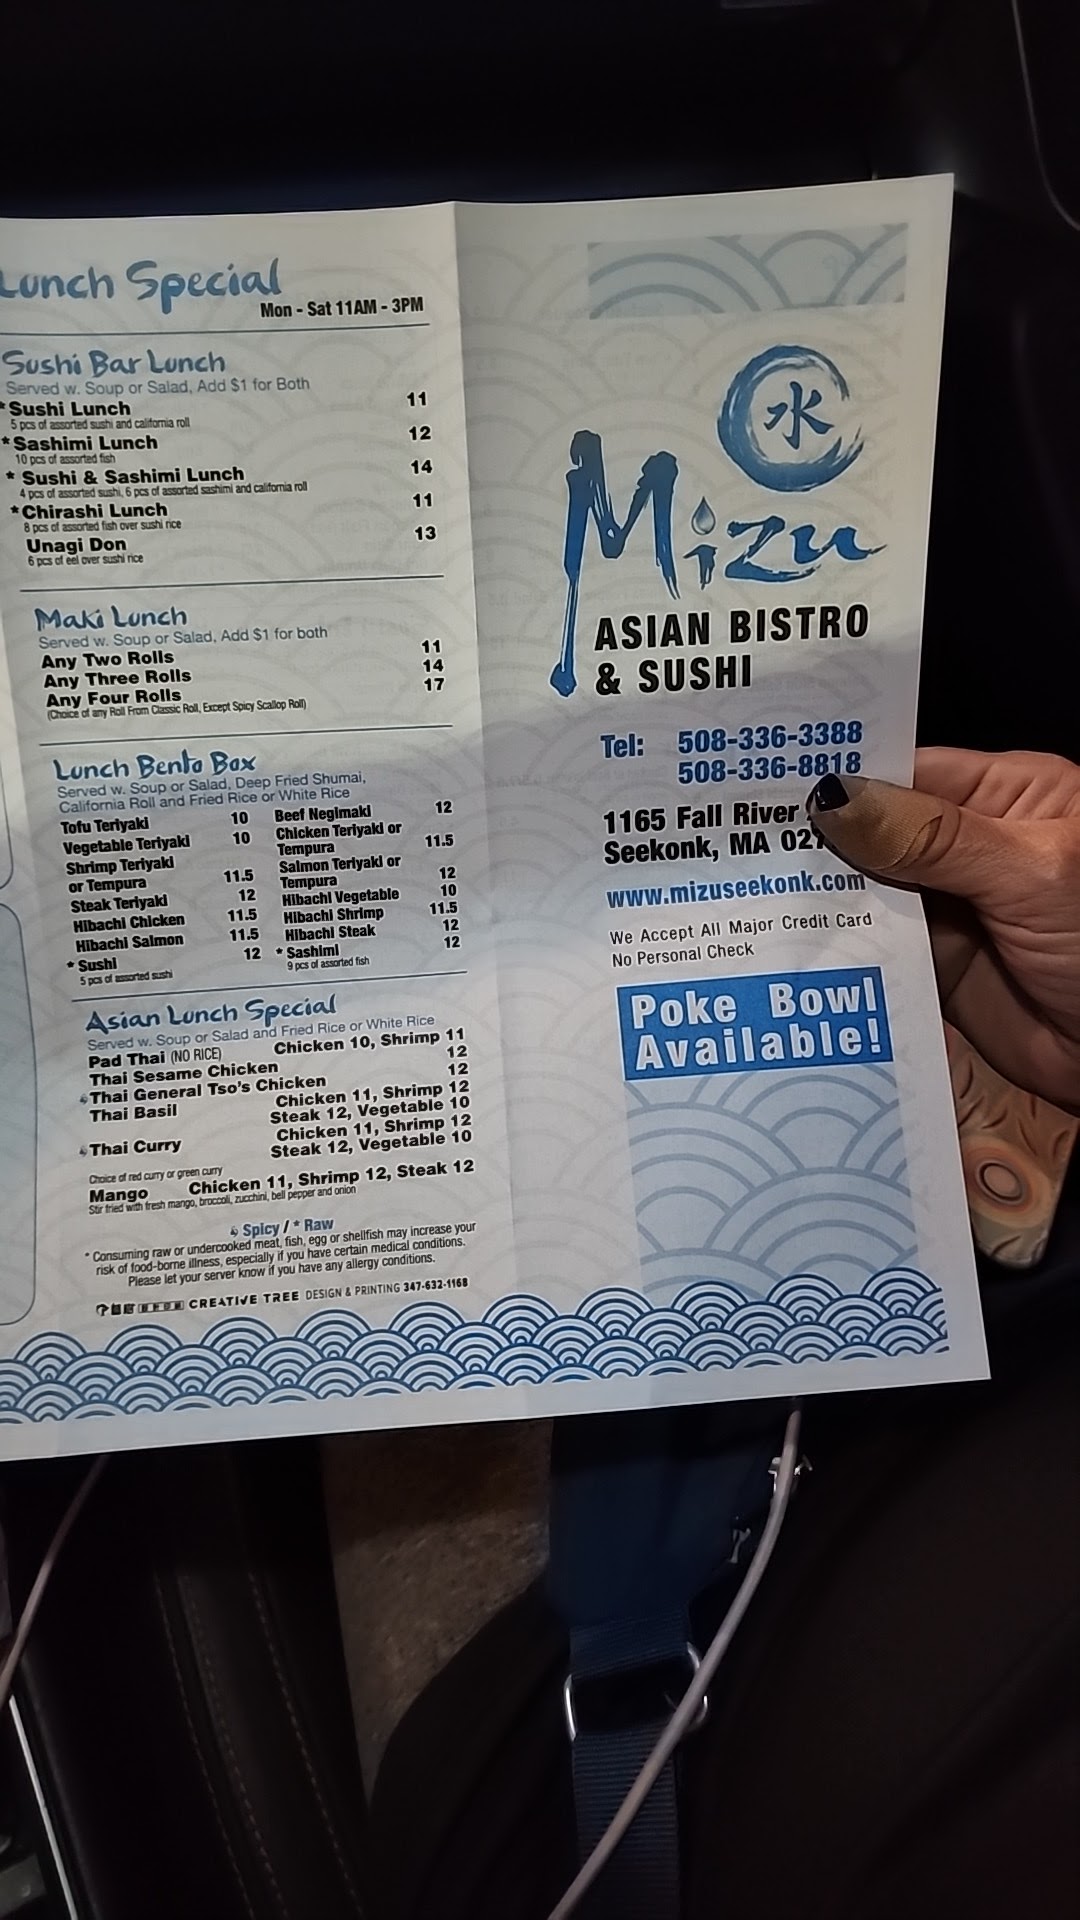 Lunch Special
Mon - Sat 11AM - 3PM
Sushi Bar Lunch
Served w. Soup or Salad, Add $1 for Both
*Sushi Lunch 11
5 pcs of assorted sushi and california roll
*Sashimi Lunch 12
10 pcs of assorted fish
* Sushi & Sashimi Lunch 14
4 pcs of assorted sushi, 6 pcs of assorted sashimi and california roll
*Chirashi Lunch 11
8 pcs of assorted fish over sushi rice
Unagi Don 13
6 pcs of eel over sushi rice
Maki Lunch
Served w. Soup or Salad, Add $1 for both
Any Two Rolls 11
Any Three Rolls 14
Any Four Rolls 17
(Choice of any Roll From Classic Roll, Except Spicy Scallop Roll)
Lunch Bento Box
Served w. Soup or Salad, Deep Fried Shumai,
California Roll and Fried Rice or White Rice
Tofu Teriyaki 10
Vegetable Teriyaki 10
Shrimp Teriyaki
or Tempura 11.5
Steak Teriyaki 12
Hibachi Chicken 11.5
Hibachi Salmon 11.5
* Sushi 12
5 pcs of assorted sushi
Beef Negimaki 12
Chicken Teriyaki or
Tempura 11.5
Salmon Teriyaki or
Tempura 12
Hibachi Vegetable 10
Hibachi Shrimp 11.5
Hibachi Steak 12
* Sashimi 12
9 pcs of assorted fish
Asian Lunch Special
Served w. Soup or Salad and Fried Rice or White Rice
Pad Thai (NO RICE) Chicken 10, Shrimp 11
Thai Sesame Chicken 12
Thai General Tso's Chicken 12
Thai Basil Chicken 11, Shrimp 12
Steak 12, Vegetable 10
Thai Curry Chicken 11, Shrimp 12
Steak 12, Vegetable 10
Choice of red curry or green curry
Mango Chicken 11, Shrimp 12, Steak 12
Stir fried with fresh mango, broccoli, zucchini, bell pepper and onion
Spicy / * Raw
* Consuming raw or undercooked meat, fish, egg or shellfish may increase your
risk of food-borne illness, especially if you have certain medical conditions.
Please let your server know if you have any allergy conditions.
CREATIVE TREE DESIGN & PRINTING 347-632-1168
水
Mizu
ASIAN BISTRO
& SUSHI
Tel: 508-336-3388
508-336-8818
1165 Fall River
Seekonk, MA 027
www.mizuseekonk.com
We Accept All Major Credit Card
No Personal Check
Poke Bowl
Available!